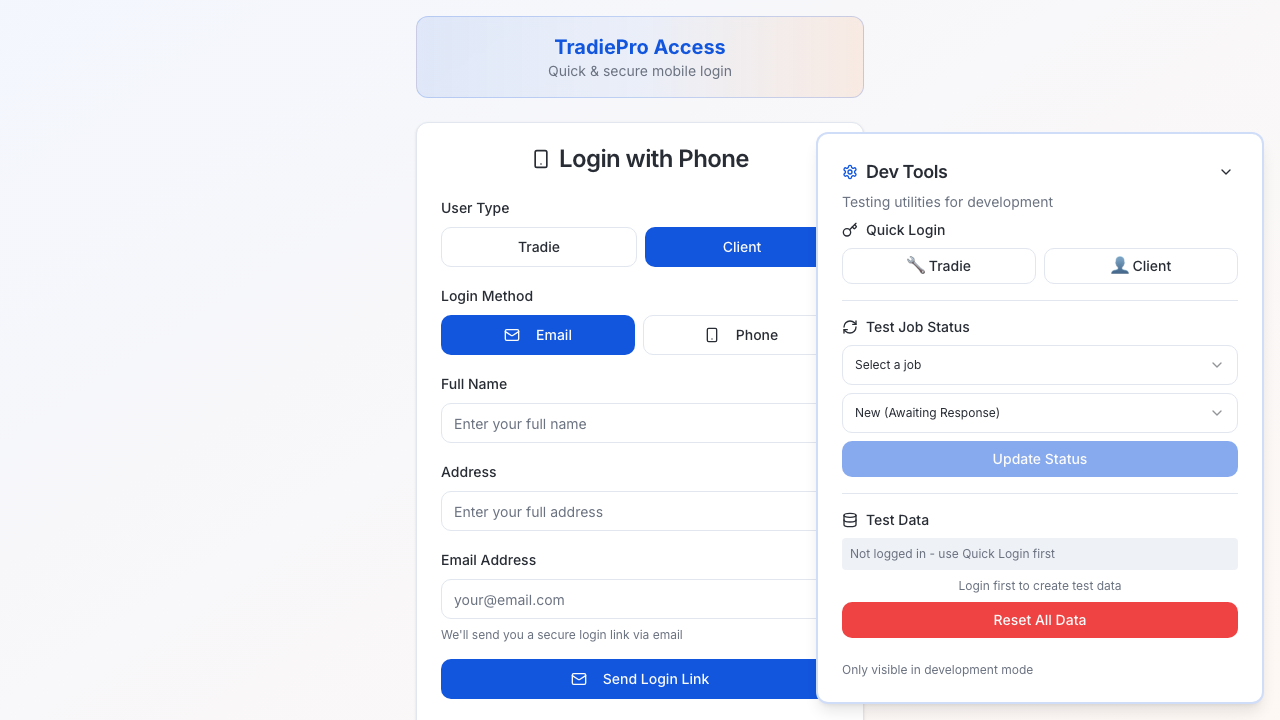 TradiePro Access
Quick & secure mobile login
Login with Phone
User Type
Tradie
Client
Login Method
Email
Phone
Full Name
Enter your full name
Address
Enter your full address
Email Address
your@email.com
We'll send you a secure login link via email
Send Login Link
Dev Tools
Testing utilities for development
Quick Login
Tradie
Client
Test Job Status
Select a job
New (Awaiting Response)
Update Status
Test Data
Not logged in - use Quick Login first
Login first to create test data
Reset All Data
Only visible in development mode